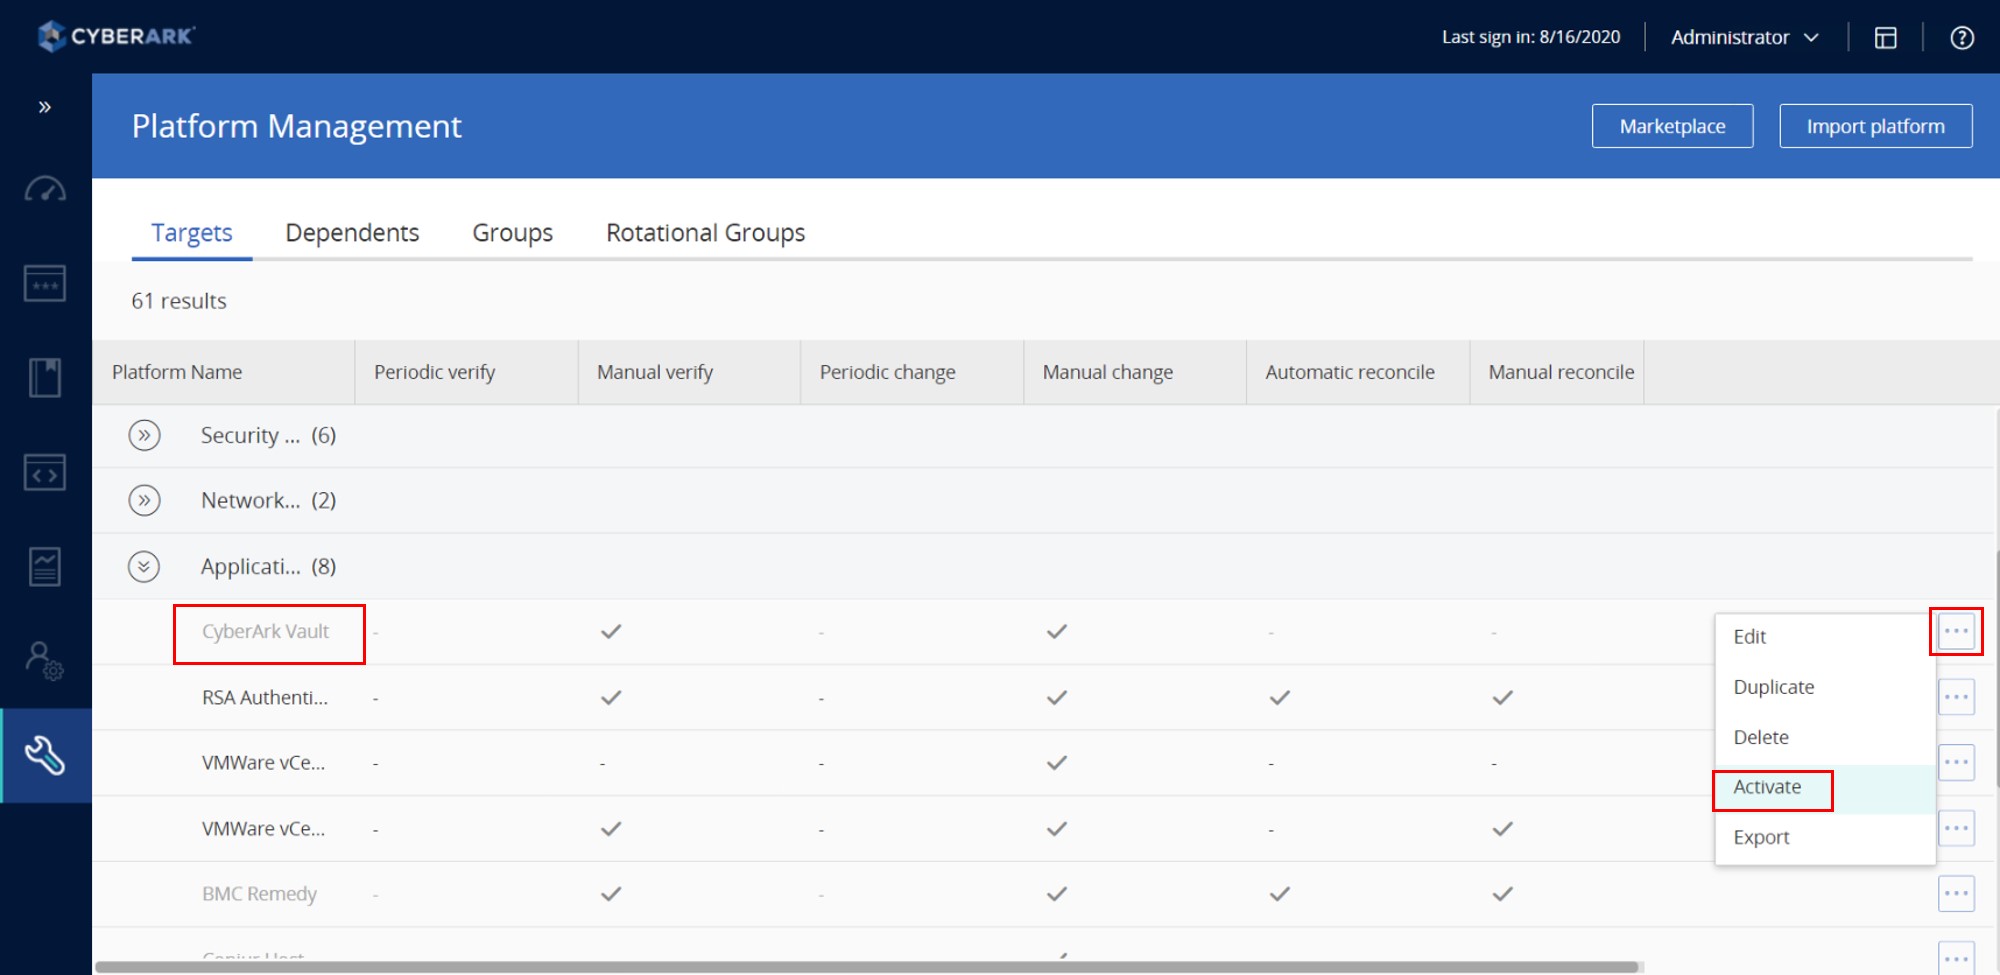 CYBERARK
Last sign in: 8/16/2020
Administrator
Platform Management
Marketplace
Import platform
Targets
Dependents
Groups
Rotational Groups
61 results
Platform Name
Periodic verify
Manual verify
Periodic change
Manual change
Automatic reconcile
Manual reconcile
Security ... (6)
Network... (2)
Applicati... (8)
CyberArk Vault - - - -
Edit
RSA Authenti... - -
Duplicate
Delete
VMWare vCe... - - - - -
Activate
VMWare vCe... - - -
Export
BMC Remedy - -